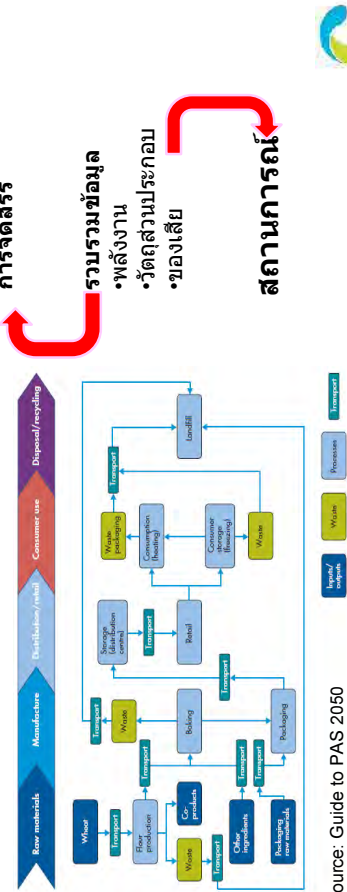 Raw materials
Manufacture
Distribution/retail
Consumer use
Disposal/recycling
Wheat
Transport
Flour
production
Waste
Transport
Co-
products
Other
ingredients
Packaging
raw materials
Transport
Transport
Transport
Transport
Waste
Baking
Packaging
Transport
Storage
(distribution
centre)
Transport
Retail
Waste
packaging
Consumption
(heating)
Consumer
storage
(freezing)
Waste
Transport
Landfill
Inputs/
outputs
Waste
Processes
Transport
ource: Guide to PAS 2050
การจัดสรร
รวบรวมข้อมูล
•พลังงาน
•วัตถุส่วนประกอบ
•ของเสีย
สถานการณ์